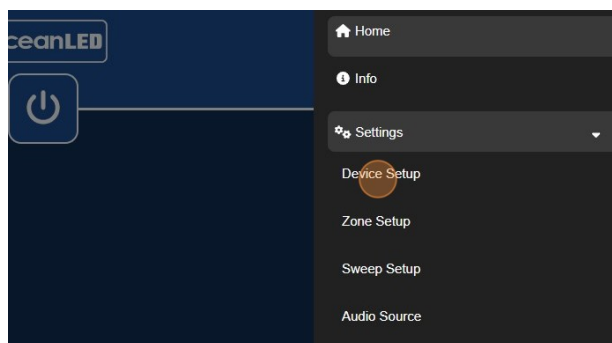 ceanLED
Home
Info
Settings
Device Setup
Zone Setup
Sweep Setup
Audio Source